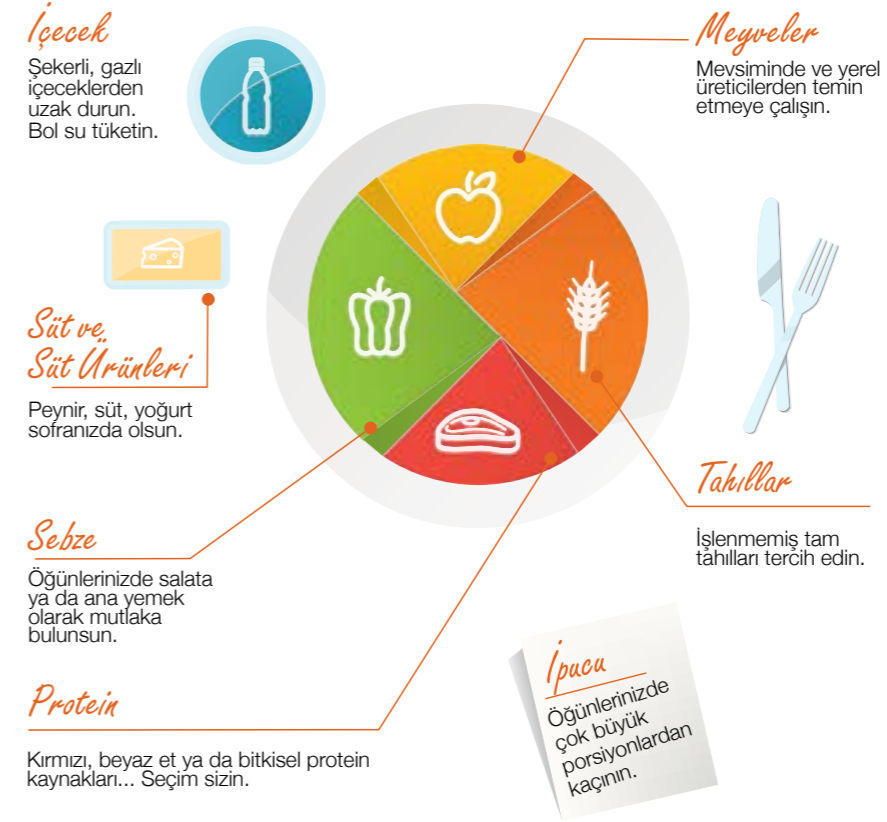 İçecek
Şekerli, gazlı
içeceklerden
uzak durun.
Bol su tüketin.
Meyveler
Mevsiminde ve yerel
üreticilerden temin
etmeye çalışın.
Süt ve
Süt Ürünleri
Peynir, süt, yoğurt
sofranızda olsun.
Tahıllar
İşlenmemiş tam
tahılları tercih edin.
Sebze
Öğünlerinizde salata
ya da ana yemek
olarak mutlaka
bulunsun.
Protein
Kırmızı, beyaz et ya da bitkisel protein
kaynakları... Seçim sizin.
İpucu
Öğünlerinizde
çok büyük
porsiyonlardan
kaçının.